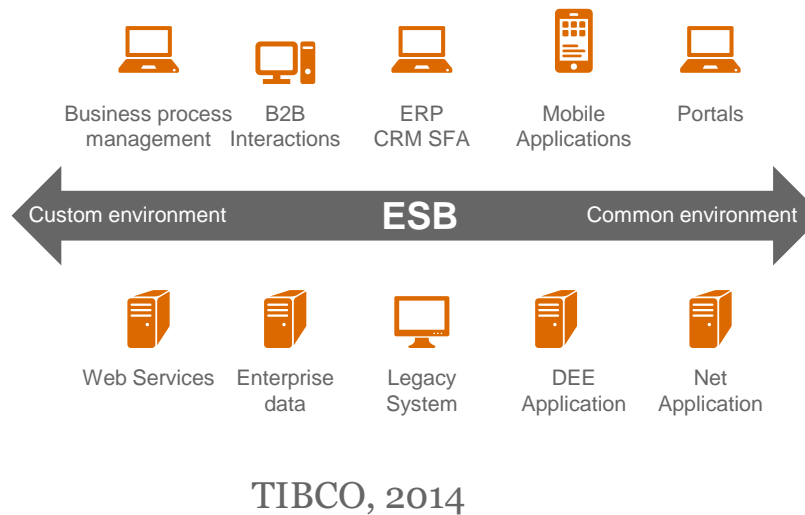 Business process
management
B2B
Interactions
ERP
CRM SFA
Mobile
Applications
Portals
Custom environment
ESB
Common environment
Web Services
Enterprise
data
Legacy
System
DEE
Application
Net
Application
TIBCO, 2014